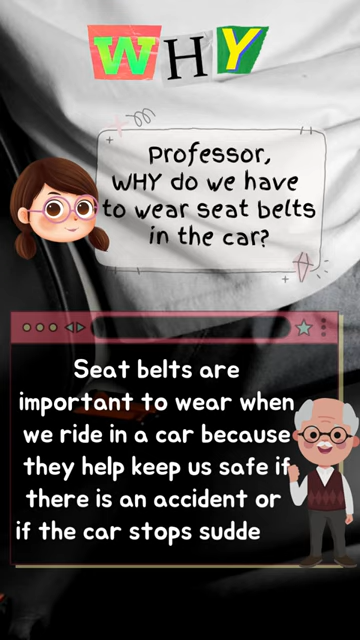 WHY
Professor,
WHY do we have
to wear seat belts
in the car?
Seat belts are
important to wear when
we ride in a car because
they help keep us safe if
there is an accident or
if the car stops sudde